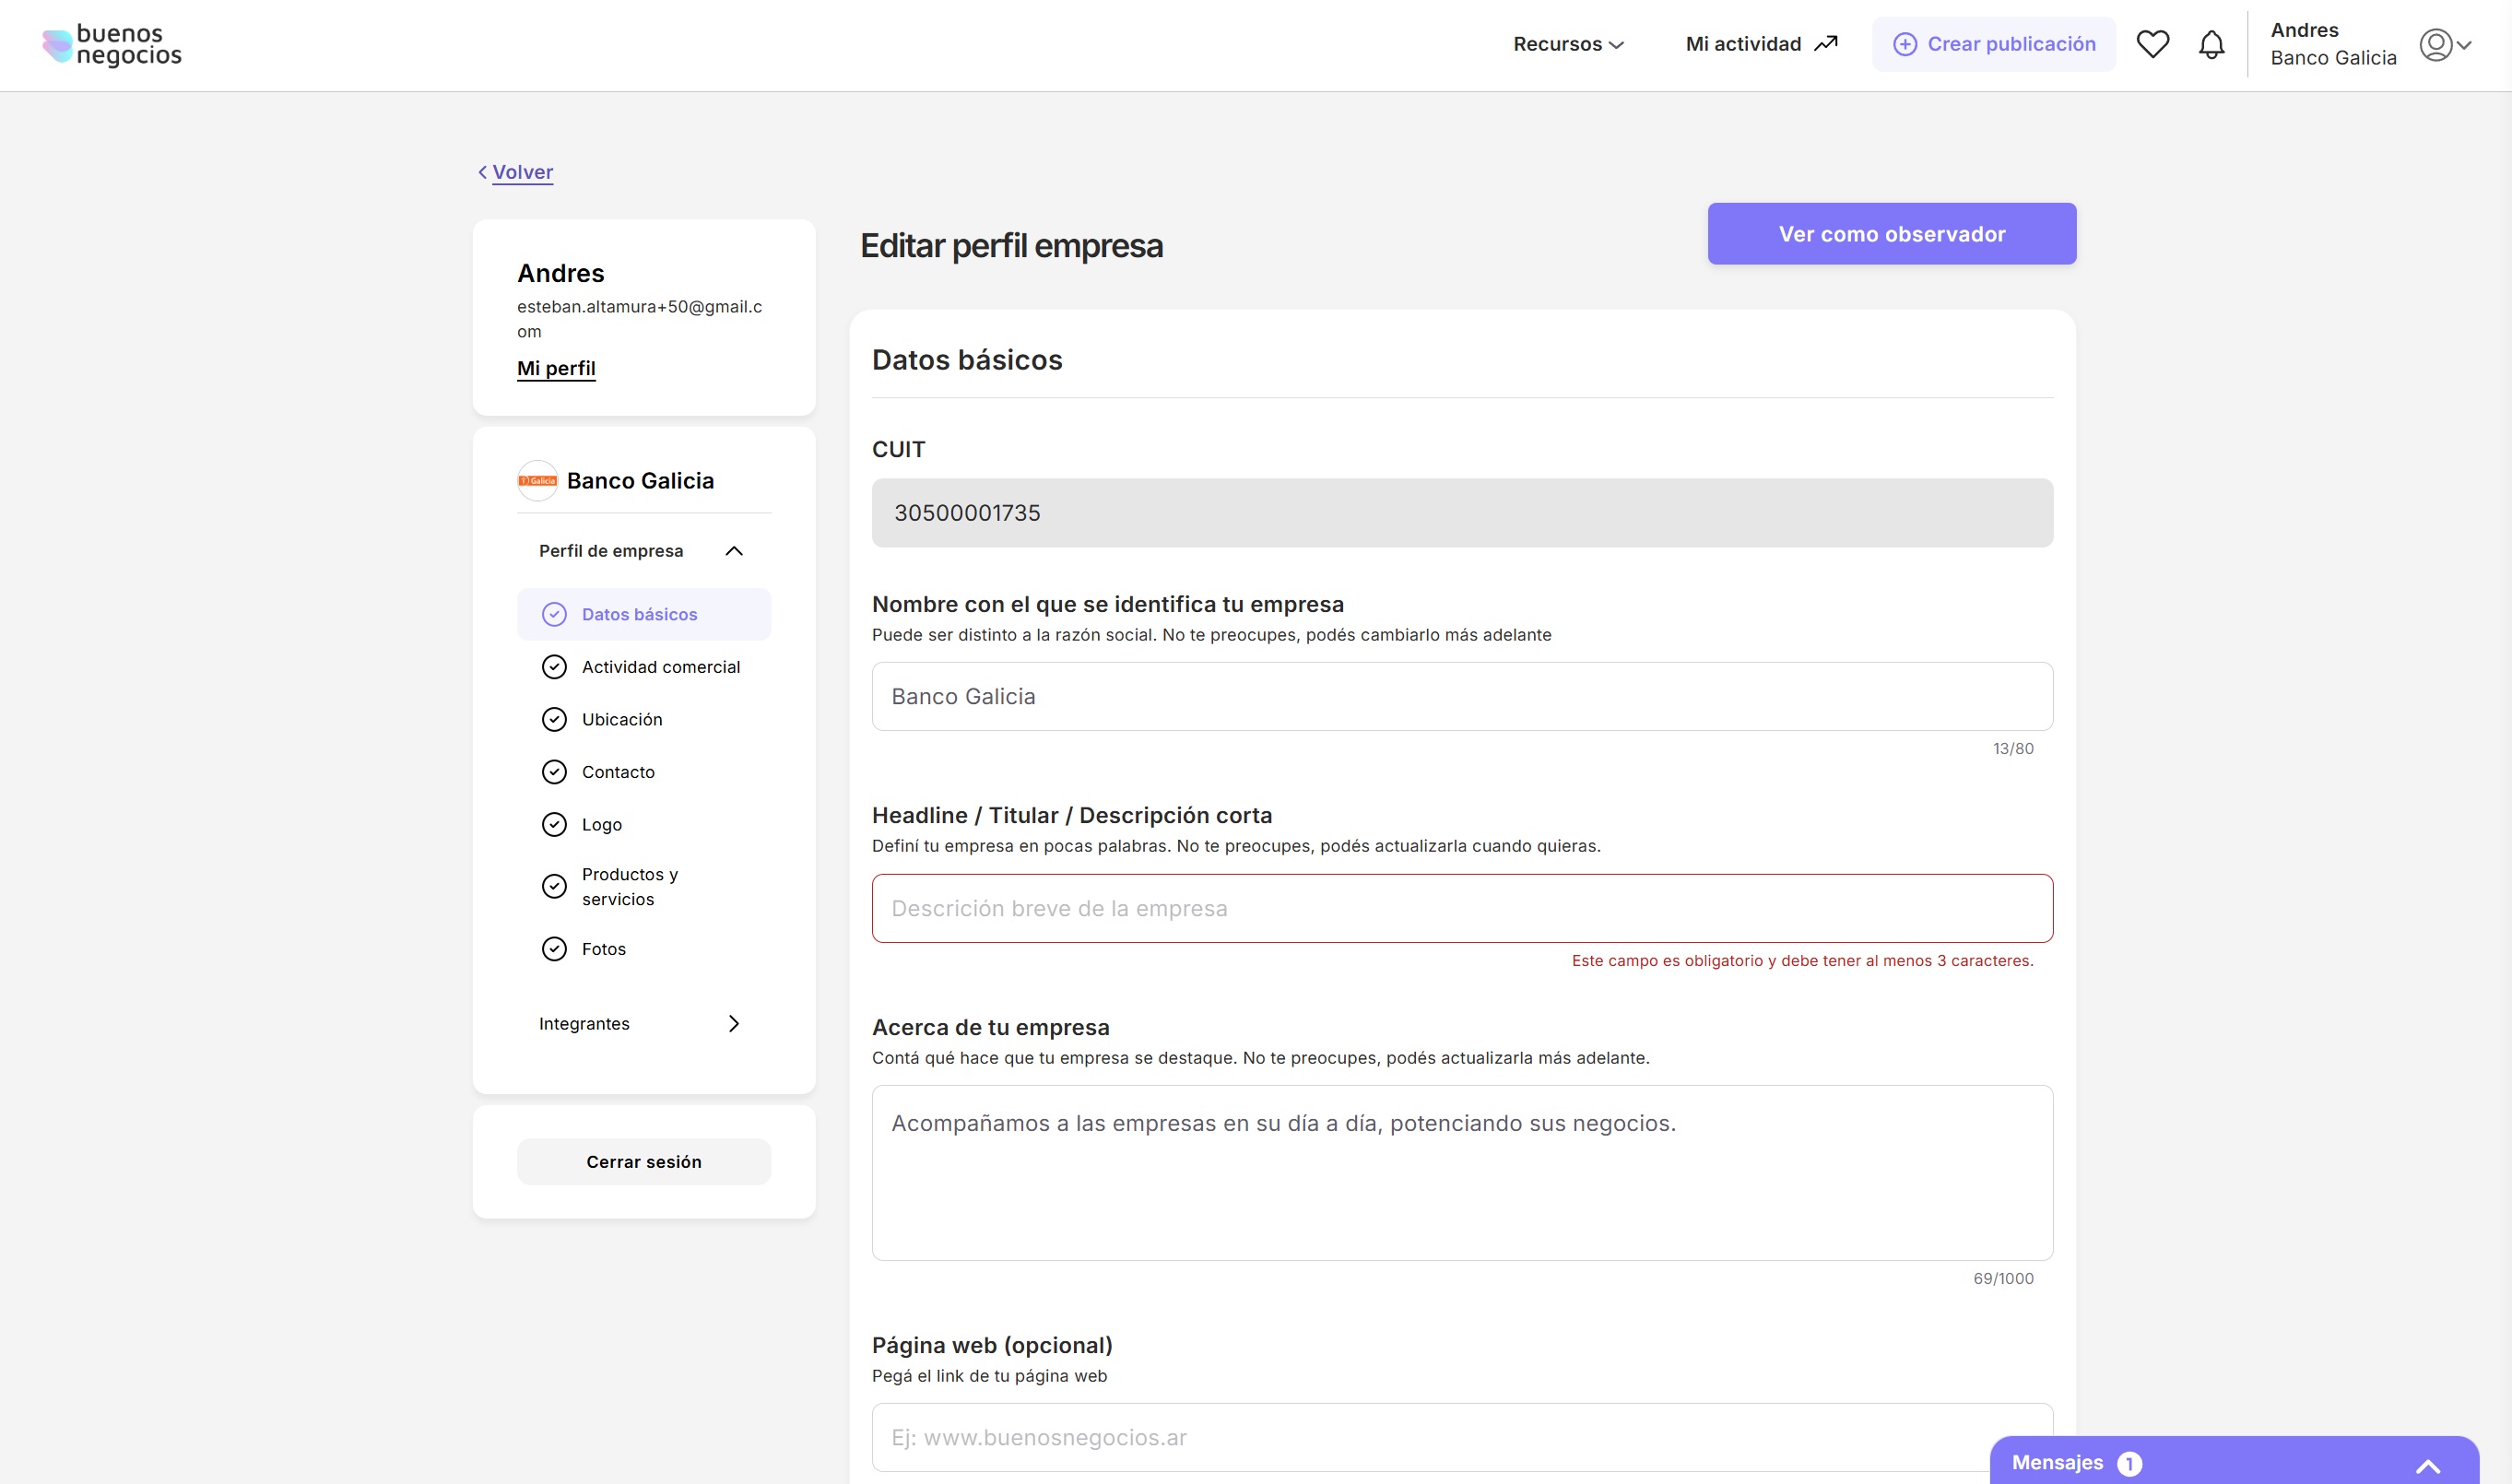 buenos
negocios
Recursos
Mi actividad
Crear publicación
Andres
Banco Galicia
Volver
Andres
esteban.altamura+50@gmail.c
om
Mi perfil
Galicia
Banco Galicia
Perfil de empresa
Datos básicos
Actividad comercial
Ubicación
Contacto
Logo
Productos y
servicios
Fotos
Integrantes
Cerrar sesión
Editar perfil empresa
Ver como observador
Datos básicos
CUIT
30500001735
Nombre con el que se identifica tu empresa
Puede ser distinto a la razón social. No te preocupes, podés cambiarlo más adelante
Banco Galicia
13/80
Headline / Titular / Descripción corta
Definí tu empresa en pocas palabras. No te preocupes, podés actualizarla cuando quieras.
Descrición breve de la empresa
Este campo es obligatorio y debe tener al menos 3 caracteres.
Acerca de tu empresa
Contá qué hace que tu empresa se destaque. No te preocupes, podés actualizarla más adelante.
Acompañamos a las empresas en su día a día, potenciando sus negocios.
69/1000
Página web (opcional)
Pegá el link de tu página web
Ej: www.buenosnegocios.ar
Mensajes 1